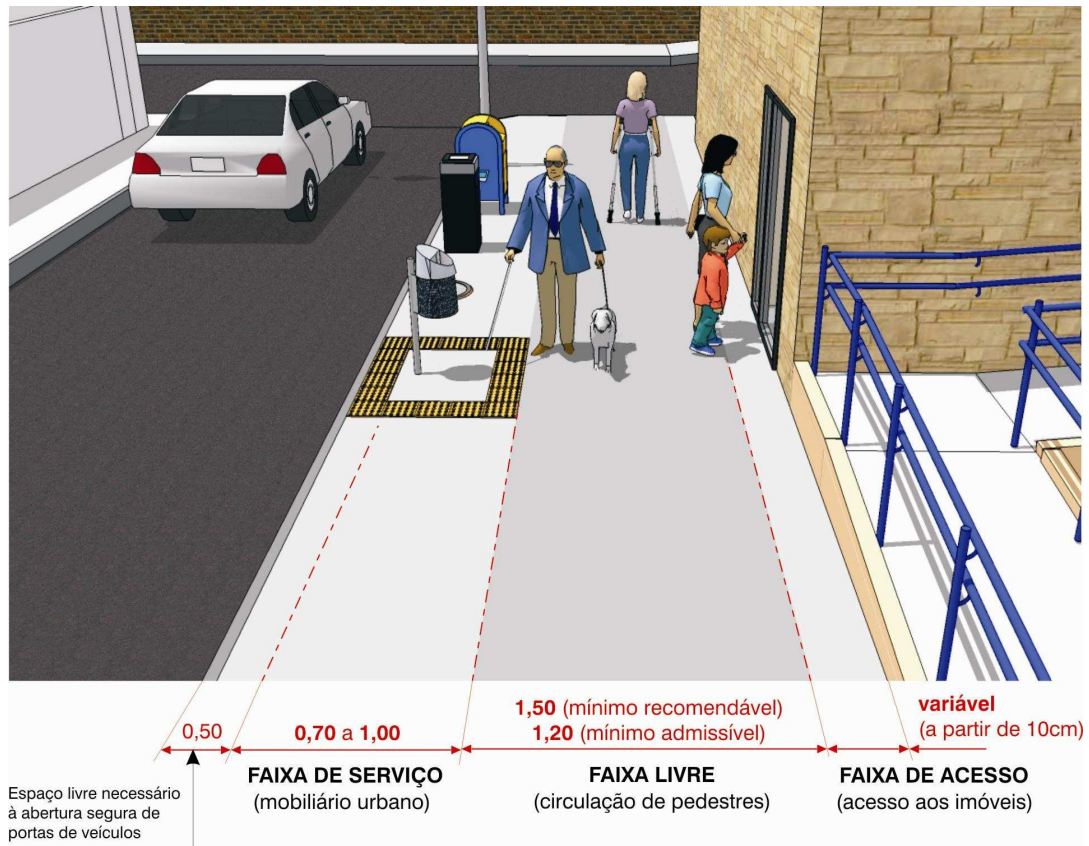 0,50
0,70 a 1,00
1,50 (mínimo recomendável)
1,20 (mínimo admissível)
variável
(a partir de 10cm)
Espaço livre necessário
à abertura segura de
portas de veículos
FAIXA DE SERVIÇO
(mobiliário urbano)
FAIXA LIVRE
(circulação de pedestres)
FAIXA DE ACESSO
(acesso aos imóveis)